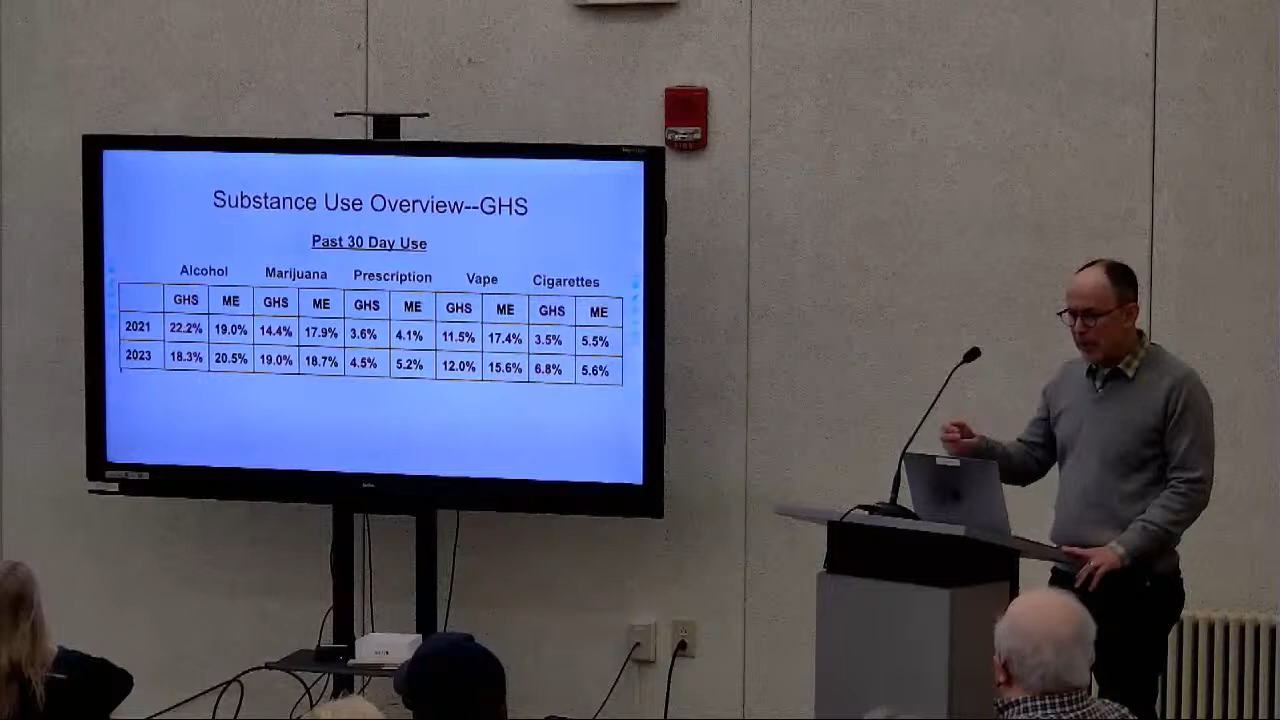 Substance Use Overview--GHS
Past 30 Day Use
Alcohol Marijuana Prescription Vape Cigarettes
GHS ME GHS ME GHS ME GHS ME GHS ME
2021 22.2% 19.0% 14.4% 17.9% 3.6% 4.1% 11.5% 17.4% 3.5% 5.5%
2023 18.3% 20.5% 19.0% 18.7% 4.5% 5.2% 12.0% 15.6% 6.8% 5.6%
FIRE